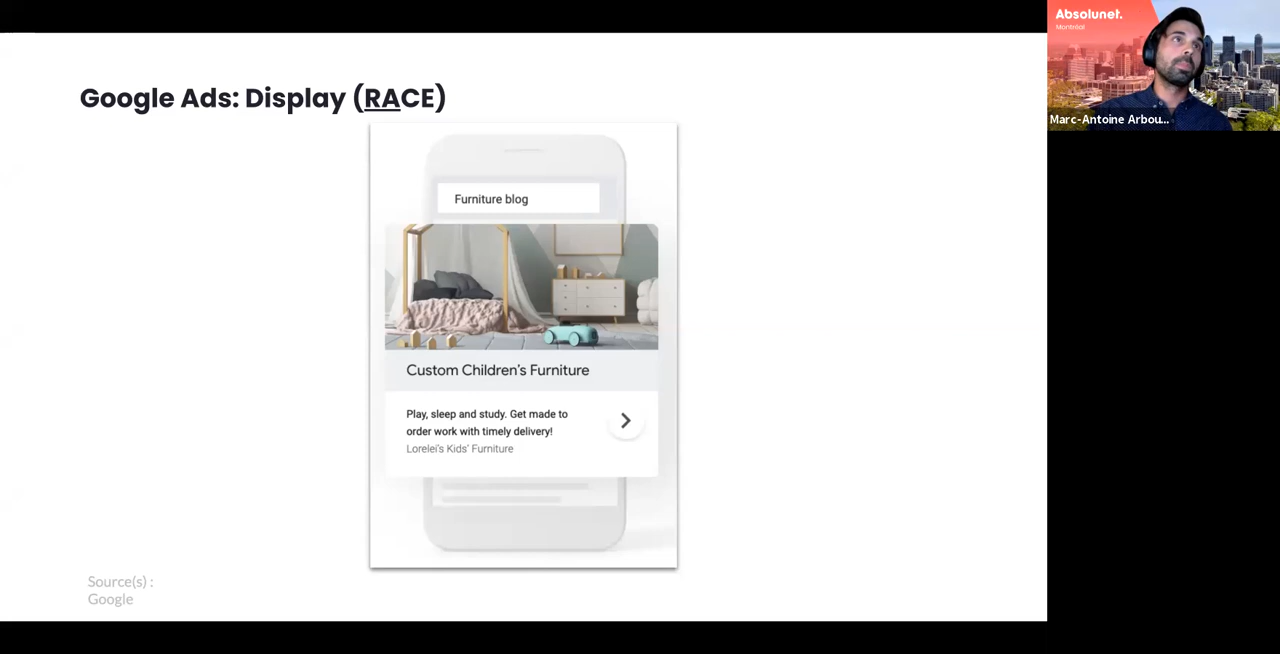 Google Ads: Display (RACE)
Furniture blog
Custom Children's Furniture
Play, sleep and study. Get made to
order work with timely delivery!
Lorelei's Kids' Furniture
Source(s) :
Google
Absolunet.
Montréal
Marc-Antoine Arbou...